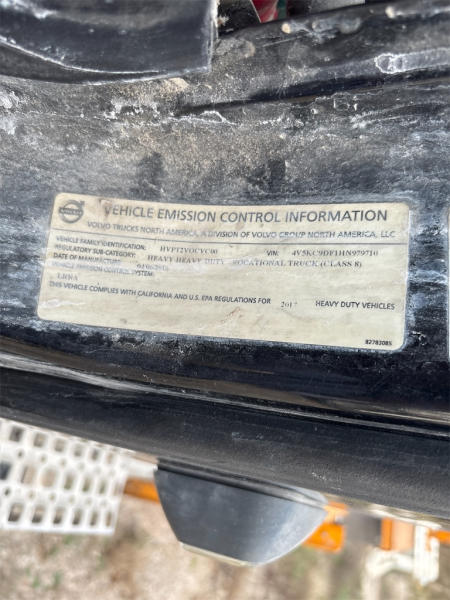 VOLVO
VEHICLE EMISSION CONTROL INFORMATION
VOLVO TRUCKS NORTH AMERICA, A DIVISION OF VOLVO GROUP NORTH AMERICA, LLC
VEHICLE FAMILY IDENTIFICATION: HVPT2VOCVC00 VIN: 4V5KC9DF1HN979710
REGULATORY SUB-CATEGORY: HEAVY HEAVY DUTY - VOCATIONAL TRUCK (CLASS 8)
DATE OF MANUFACTURE:
VEHICLE EMISSION CONTROL SYSTEM:
LRRA
THIS VEHICLE COMPLIES WITH CALIFORNIA AND U.S. EPA REGULATIONS FOR 2017 HEAVY DUTY VEHICLES
82783085